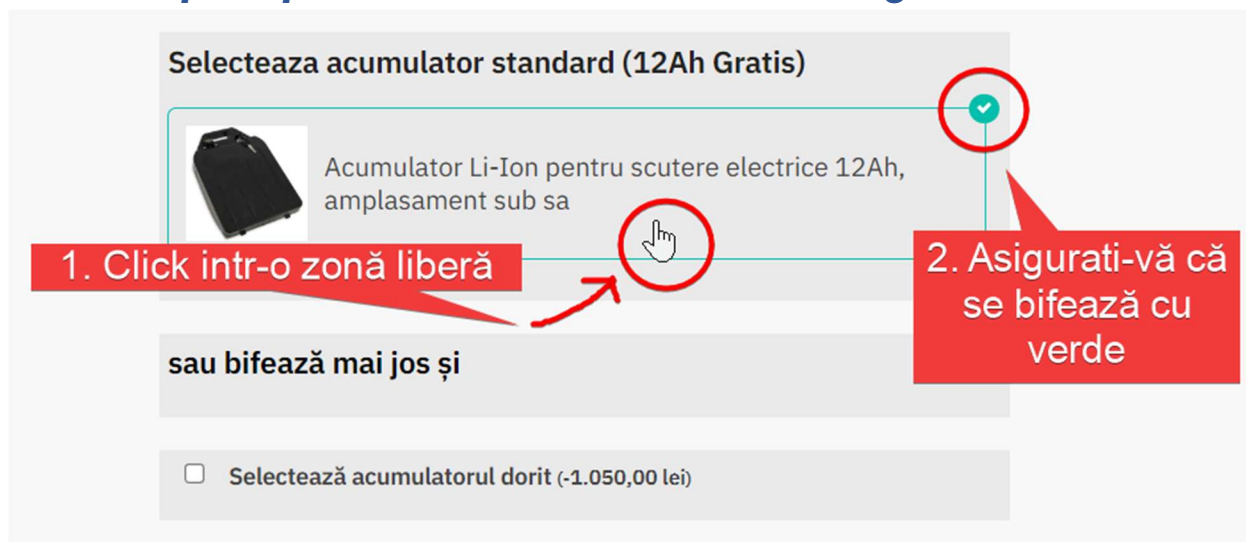 Selecteaza acumulator standard (12Ah Gratis)
Acumulator Li-Ion pentru scutere electrice 12Ah,
amplasament sub sa
1. Click intr-o zonă liberă
2. Asigurati-vă că
se bifează cu
verde
sau bifează mai jos și
Selectează acumulatorul dorit (-1.050,00 lei)